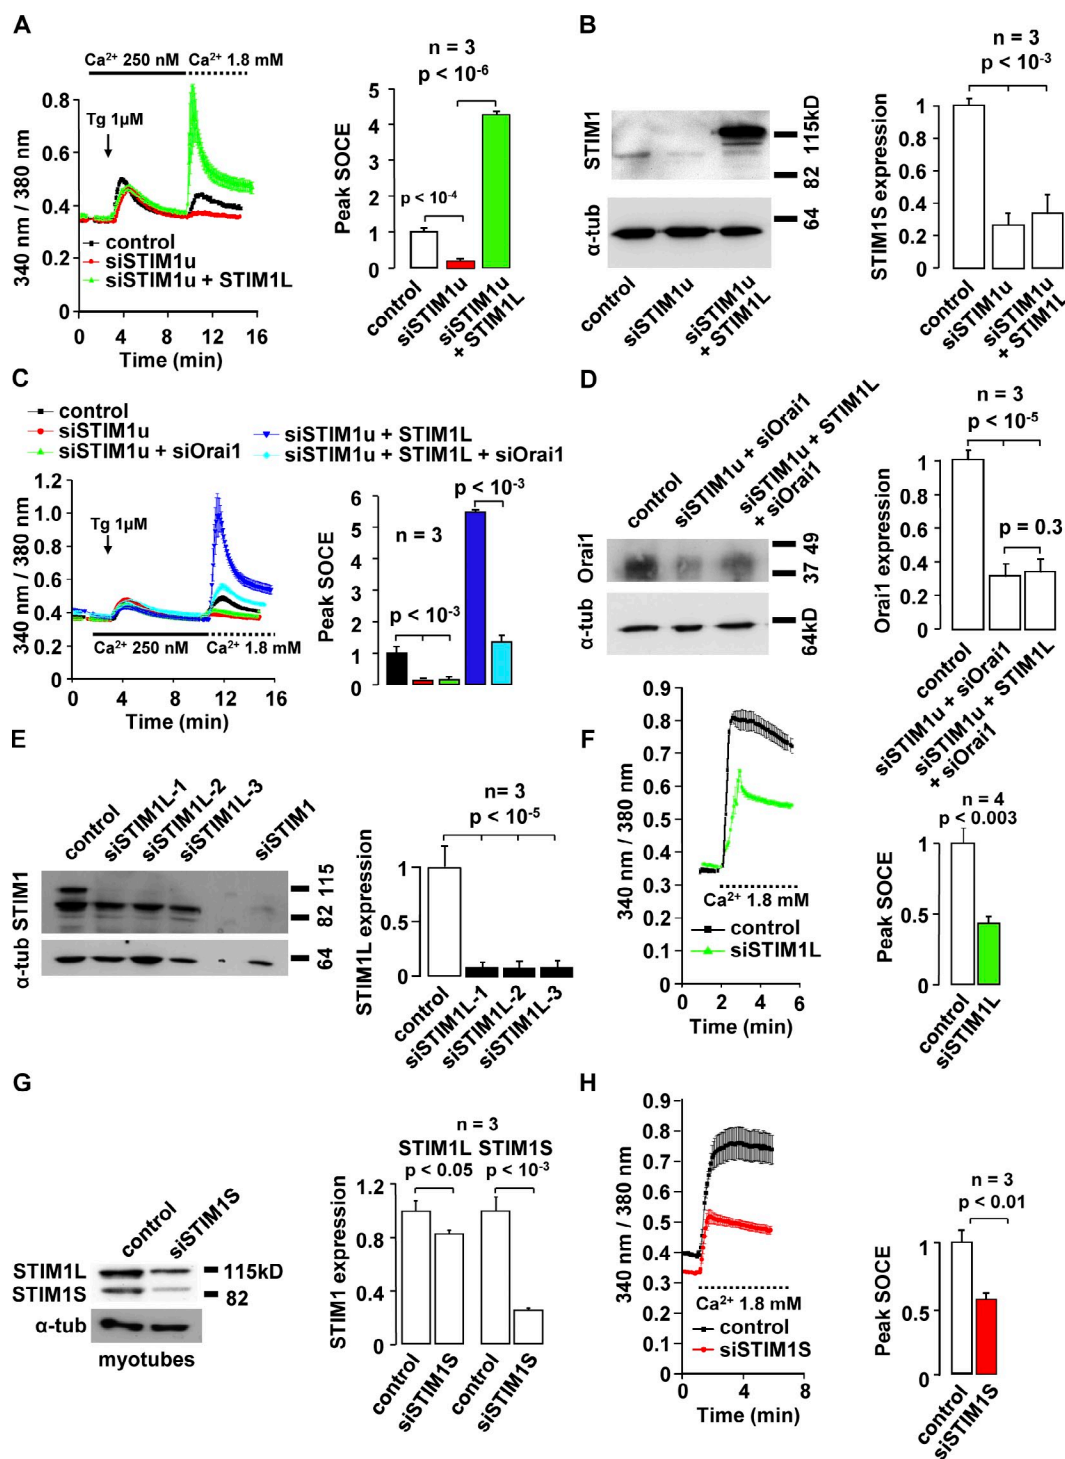 A
Ca²⁺ 250 nM Ca²⁺ 1.8 mM
Tg 1µM
340 nm / 380 nm
0.8
0.6
0.4
0.2
0
control
siSTIM1u
siSTIM1u + STIM1L
0 4 8 12 16
Time (min)
n = 3
p < 10⁻⁶
p < 10⁻⁴
Peak SOCE
5
4
3
2
1
0
control
siSTIM1u
siSTIM1u
+ STIM1L
B
STIM1
115kD
82
α-tub
64
control
siSTIM1u
siSTIM1u
+ STIM1L
n = 3
p < 10⁻³
STIM1S expression
1
0.8
0.6
0.4
0.2
0
control
siSTIM1u
siSTIM1u
+ STIM1L
C
control
siSTIM1u
siSTIM1u + siOrai1
siSTIM1u + STIM1L
siSTIM1u + STIM1L + siOrai1
340 nm / 380 nm
1.2
1.0
0.8
0.6
0.4
0.2
0
Tg 1µM
Ca²⁺ 250 nM Ca²⁺ 1.8 mM
0 4 8 12 16
Time (min)
Peak SOCE
6
5
4
3
2
1
0
p < 10⁻³
n = 3
p < 10⁻³
D
control
siSTIM1u + siOrai1
siSTIM1u + STIM1L
+ siOrai1
Orai1
49
37
α-tub
64kD
n = 3
p < 10⁻⁵
p = 0.3
Orai1 expression
1
0.8
0.6
0.4
0.2
0
control
siSTIM1u + siOrai1
siSTIM1u + STIM1L
+ siOrai1
E
control
siSTIM1L-1
siSTIM1L-2
siSTIM1L-3
siSTIM1
STIM1
115
82
α-tub
64
n = 3
p < 10⁻⁵
STIM1L expression
1
0.5
0
control
siSTIM1L-1
siSTIM1L-2
siSTIM1L-3
F
340 nm / 380 nm
0.9
0.8
0.7
0.6
0.5
0.4
0.3
0.2
0.1
0
Ca²⁺ 1.8 mM
control
siSTIM1L
0 2 4 6
Time (min)
n = 4
p < 0.003
Peak SOCE
1
0.5
0
control
siSTIM1L
G
control
siSTIM1S
STIM1L
STIM1S
115kD
82
α-tub
myotubes
n = 3
STIM1L STIM1S
p < 0.05 p < 10⁻³
STIM1 expression
1.2
0.8
0.4
0
control
siSTIM1S
control
siSTIM1S
H
340 nm / 380 nm
0.9
0.8
0.7
0.6
0.5
0.4
0.3
0.2
0.1
0
Ca²⁺ 1.8 mM
control
siSTIM1S
0 4 8
Time (min)
n = 3
p < 0.01
Peak SOCE
1
0.5
0
control
siSTIM1S